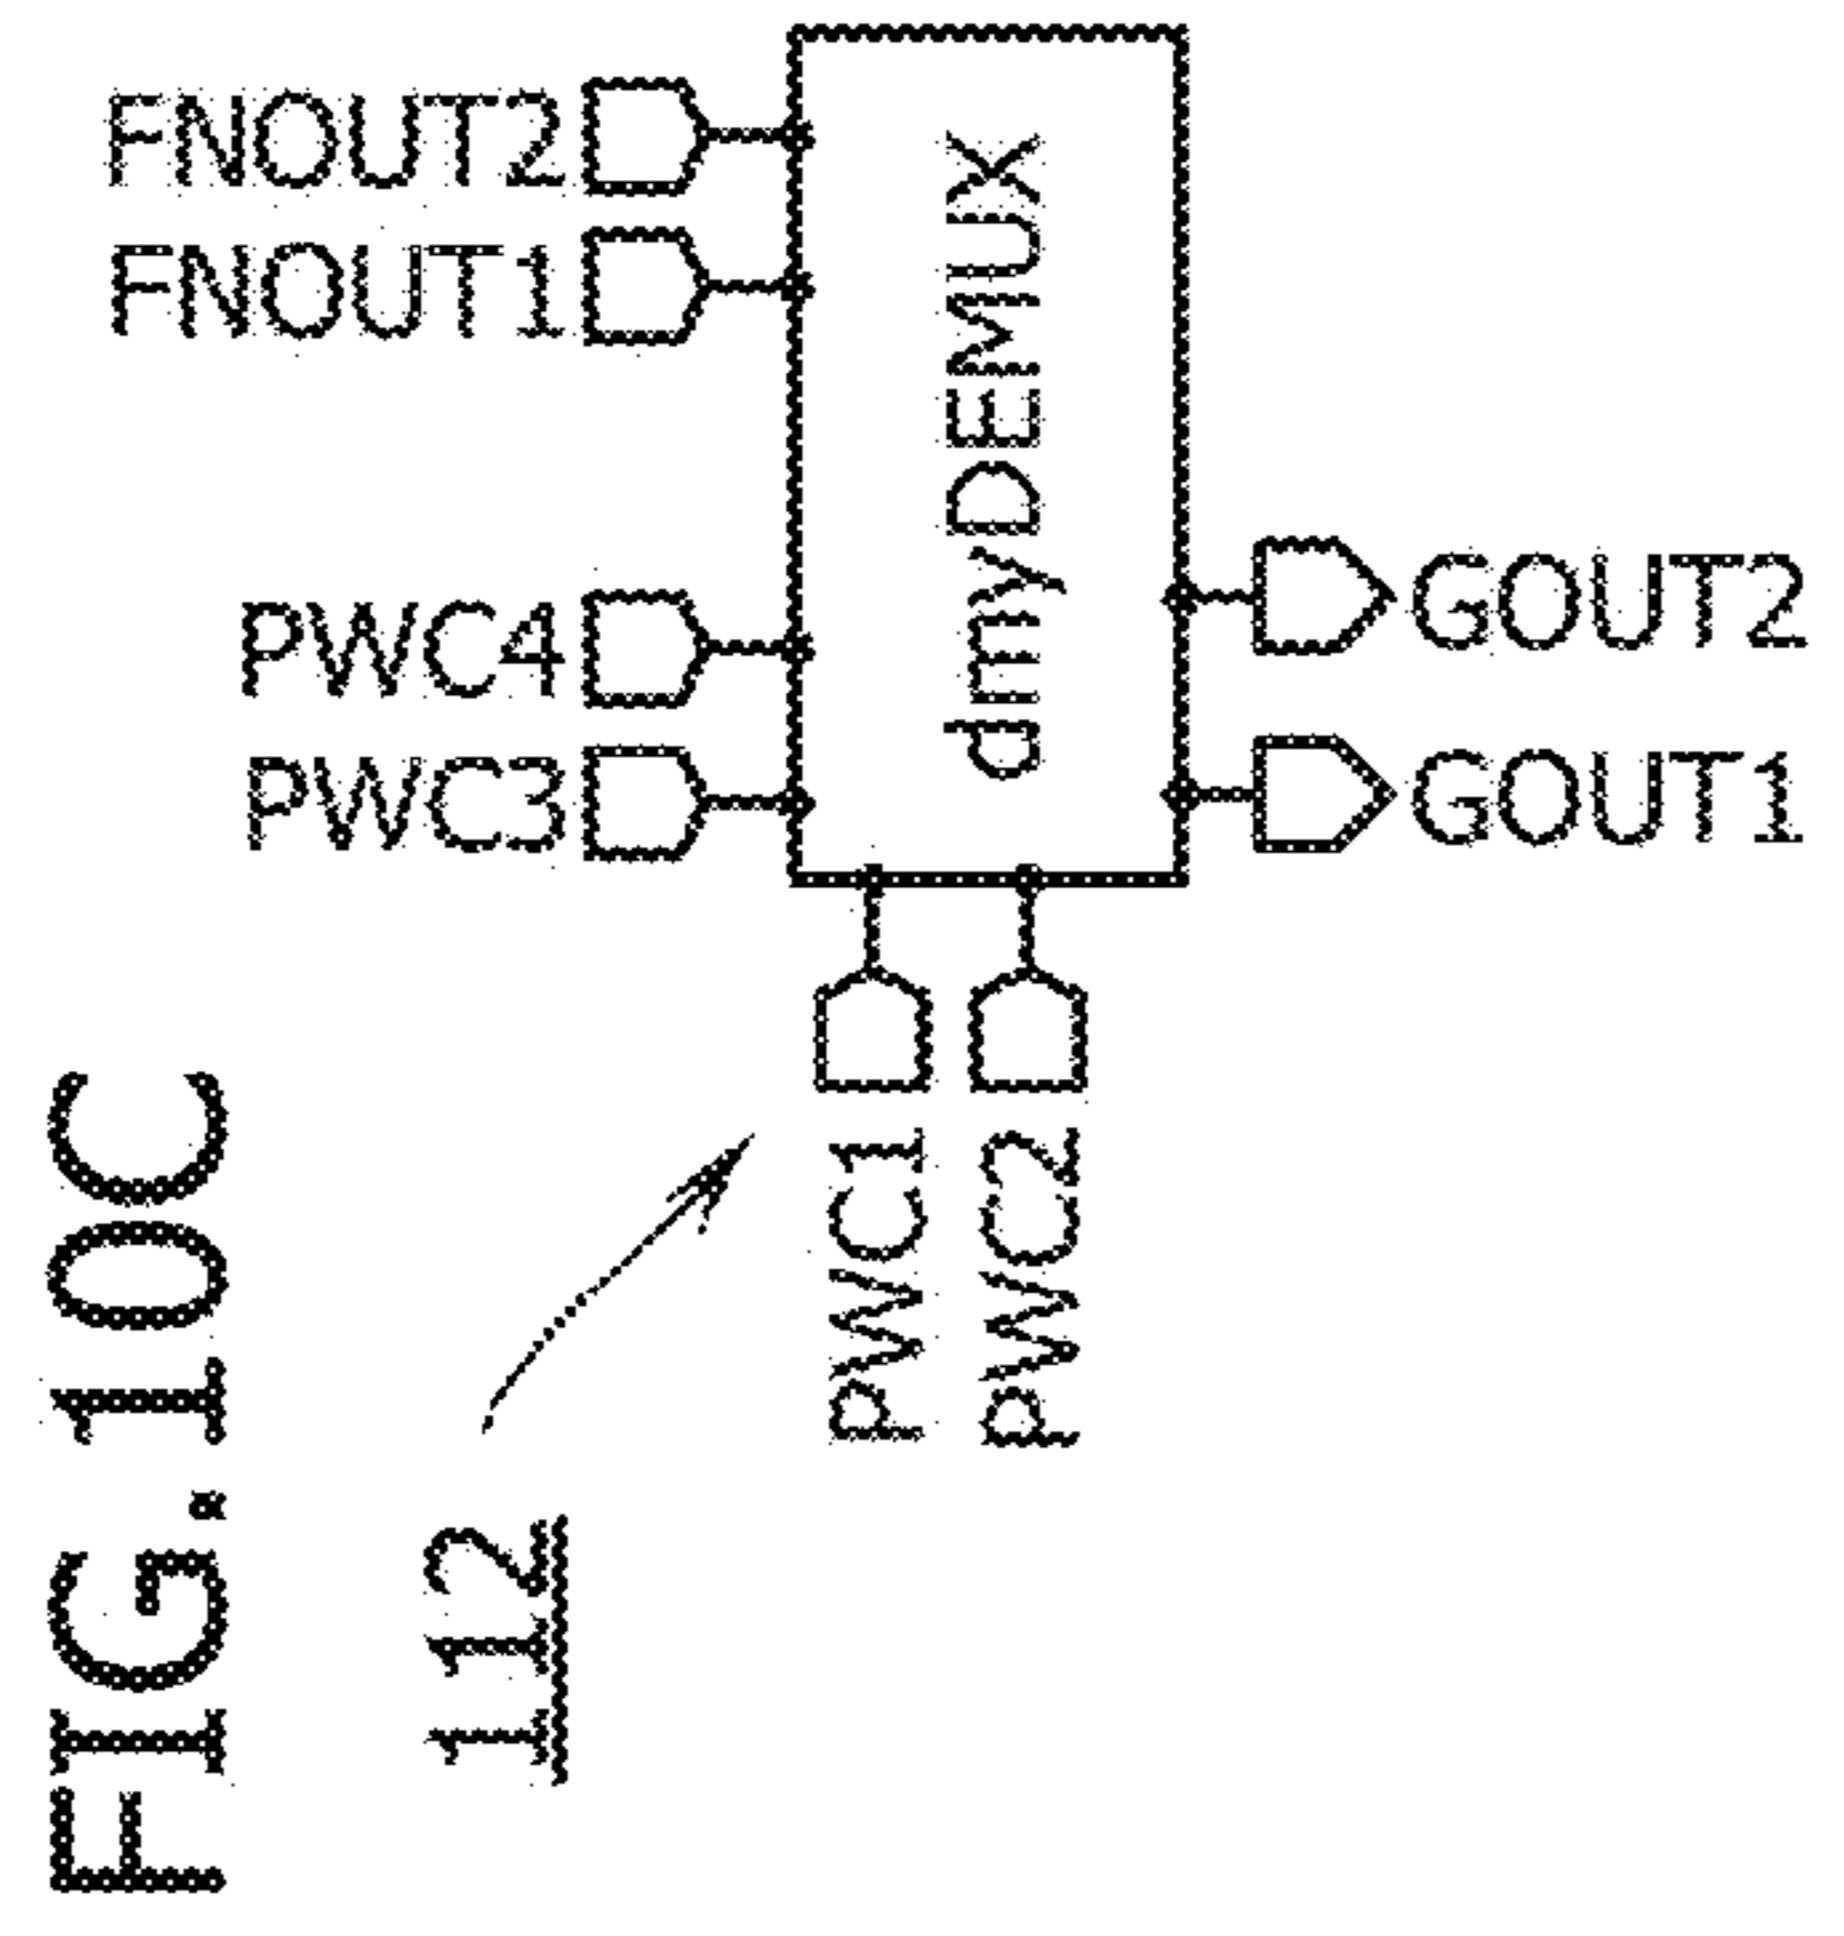 FIG.10C
112
FNOUT2
FNOUT1
PWC4
PWC3
dmyDEMUX
GOUT2
GOUT1
PWC1
PWC2